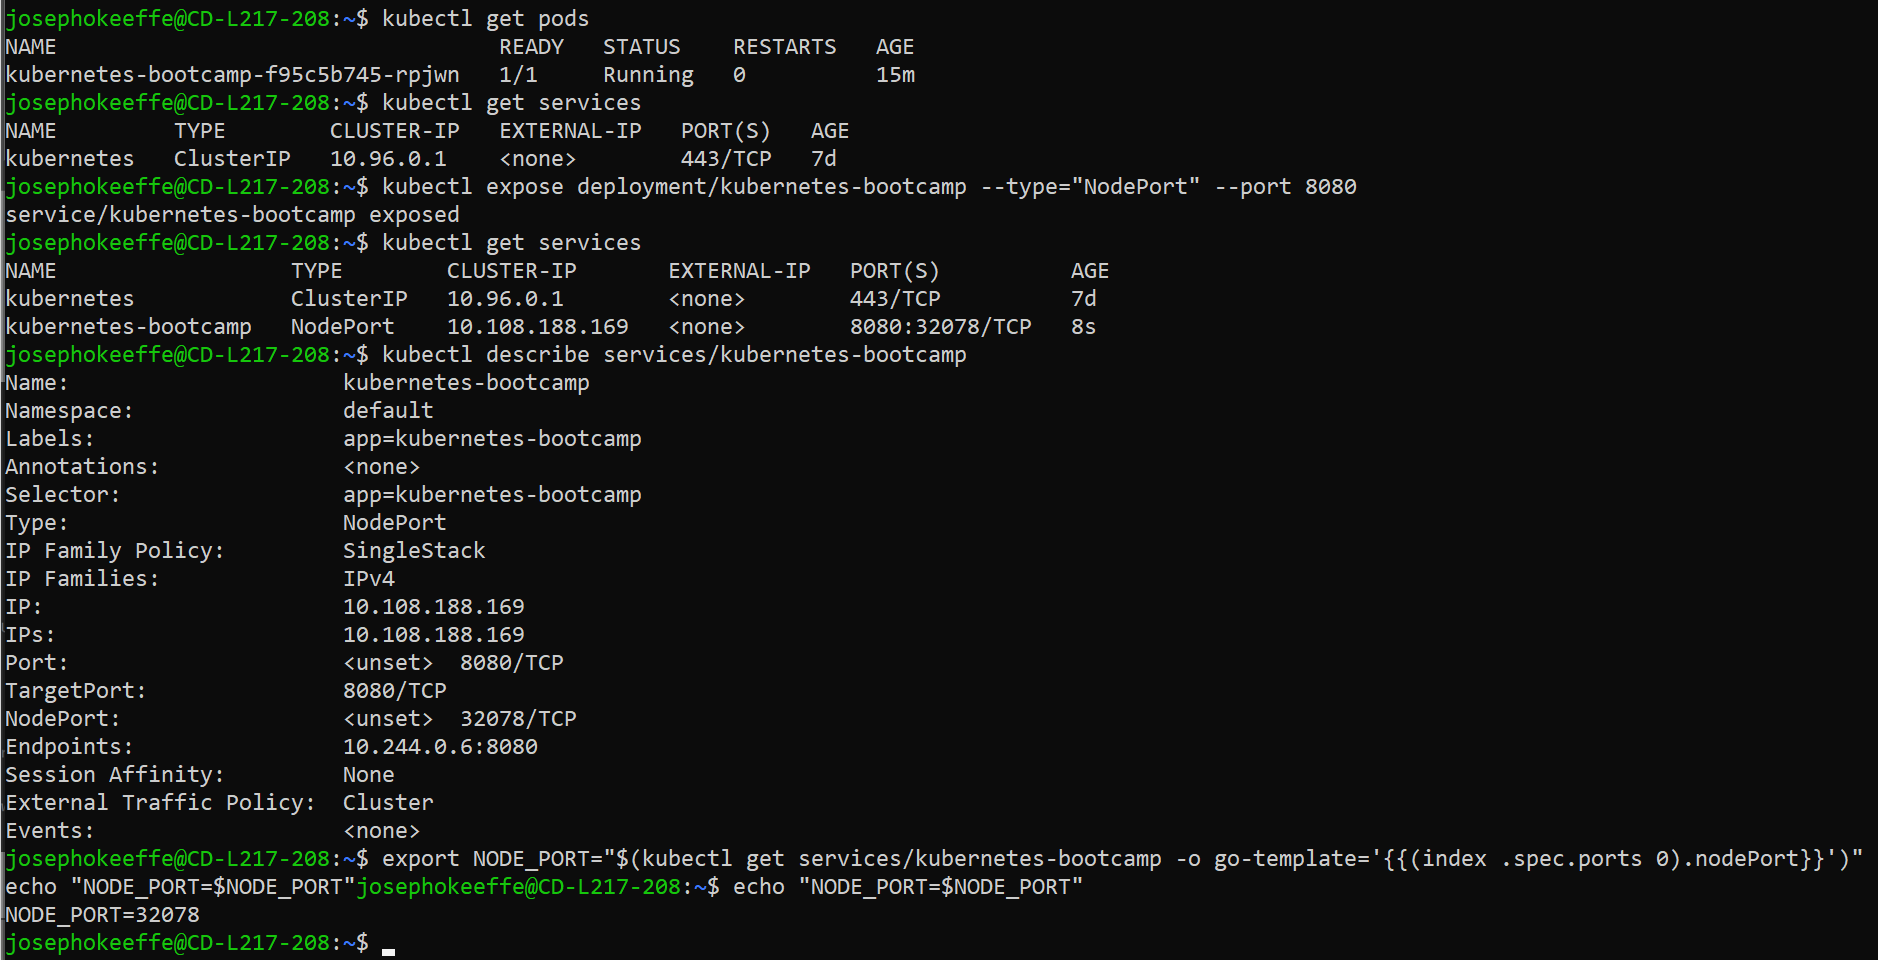 josephokeeffe@CD-L217-208:~$ kubectl get pods
NAME                                  READY   STATUS    RESTARTS   AGE
kubernetes-bootcamp-f95c5b745-rpjwn   1/1     Running   0          15m
josephokeeffe@CD-L217-208:~$ kubectl get services
NAME         TYPE        CLUSTER-IP   EXTERNAL-IP   PORT(S)   AGE
kubernetes   ClusterIP   10.96.0.1    <none>        443/TCP   7d
josephokeeffe@CD-L217-208:~$ kubectl expose deployment/kubernetes-bootcamp --type="NodePort" --port 8080
service/kubernetes-bootcamp exposed
josephokeeffe@CD-L217-208:~$ kubectl get services
NAME                  TYPE        CLUSTER-IP       EXTERNAL-IP   PORT(S)          AGE
kubernetes            ClusterIP   10.96.0.1        <none>        443/TCP          7d
kubernetes-bootcamp   NodePort    10.108.188.169   <none>        8080:32078/TCP   8s
josephokeeffe@CD-L217-208:~$ kubectl describe services/kubernetes-bootcamp
Name:                     kubernetes-bootcamp
Namespace:                default
Labels:                   app=kubernetes-bootcamp
Annotations:              <none>
Selector:                 app=kubernetes-bootcamp
Type:                     NodePort
IP Family Policy:         SingleStack
IP Families:              IPv4
IP:                       10.108.188.169
IPs:                      10.108.188.169
Port:                     <unset>  8080/TCP
TargetPort:               8080/TCP
NodePort:                 <unset>  32078/TCP
Endpoints:                10.244.0.6:8080
Session Affinity:         None
External Traffic Policy:  Cluster
Events:                   <none>
josephokeeffe@CD-L217-208:~$ export NODE_PORT="$(kubectl get services/kubernetes-bootcamp -o go-template='{{(index .spec.ports 0).nodePort}}')"
echo "NODE_PORT=$NODE_PORT"josephokeeffe@CD-L217-208:~$ echo "NODE_PORT=$NODE_PORT"
NODE_PORT=32078
josephokeeffe@CD-L217-208:~$